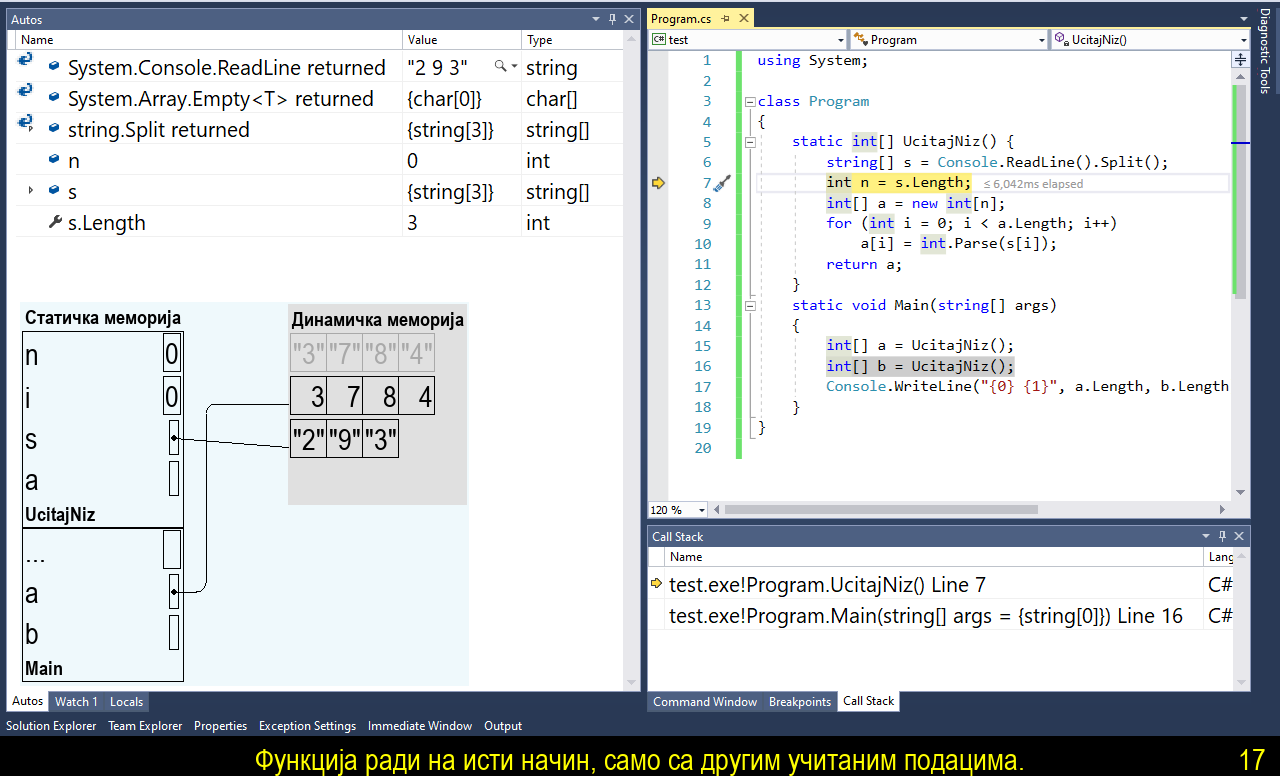 Autos
Name Value Type
System.Console.ReadLine returned "2 9 3" string
System.Array.Empty<T> returned {char[0]} char[]
string.Split returned {string[3]} string[]
n 0 int
s {string[3]} string[]
s.Length 3 int
Статичка меморија
n 0
i 0
s
a
UcitajNiz
...
a
b
Main
Динамичка меморија
"3" "7" "8" "4"
3 7 8 4
"2" "9" "3"
Autos Watch 1 Locals
Program.cs
C# test Program UcitajNiz()
1 using System;
2
3 class Program
4 {
5 static int[] UcitajNiz() {
6 string[] s = Console.ReadLine().Split();
7 int n = s.Length; ≤ 6,042ms elapsed
8 int[] a = new int[n];
9 for (int i = 0; i < a.Length; i++)
10 a[i] = int.Parse(s[i]);
11 return a;
12 }
13 static void Main(string[] args)
14 {
15 int[] a = UcitajNiz();
16 int[] b = UcitajNiz();
17 Console.WriteLine("{0} {1}", a.Length, b.Length
18 }
19 }
20
120 %
Diagnostic Tools
Call Stack
Name Lang
test.exe!Program.UcitajNiz() Line 7 C#
test.exe!Program.Main(string[] args = {string[0]}) Line 16 C#
Command Window Breakpoints Call Stack
Solution Explorer Team Explorer Properties Exception Settings Immediate Window Output
Функција ради на исти начин, само са другим учитаним подацима. 17